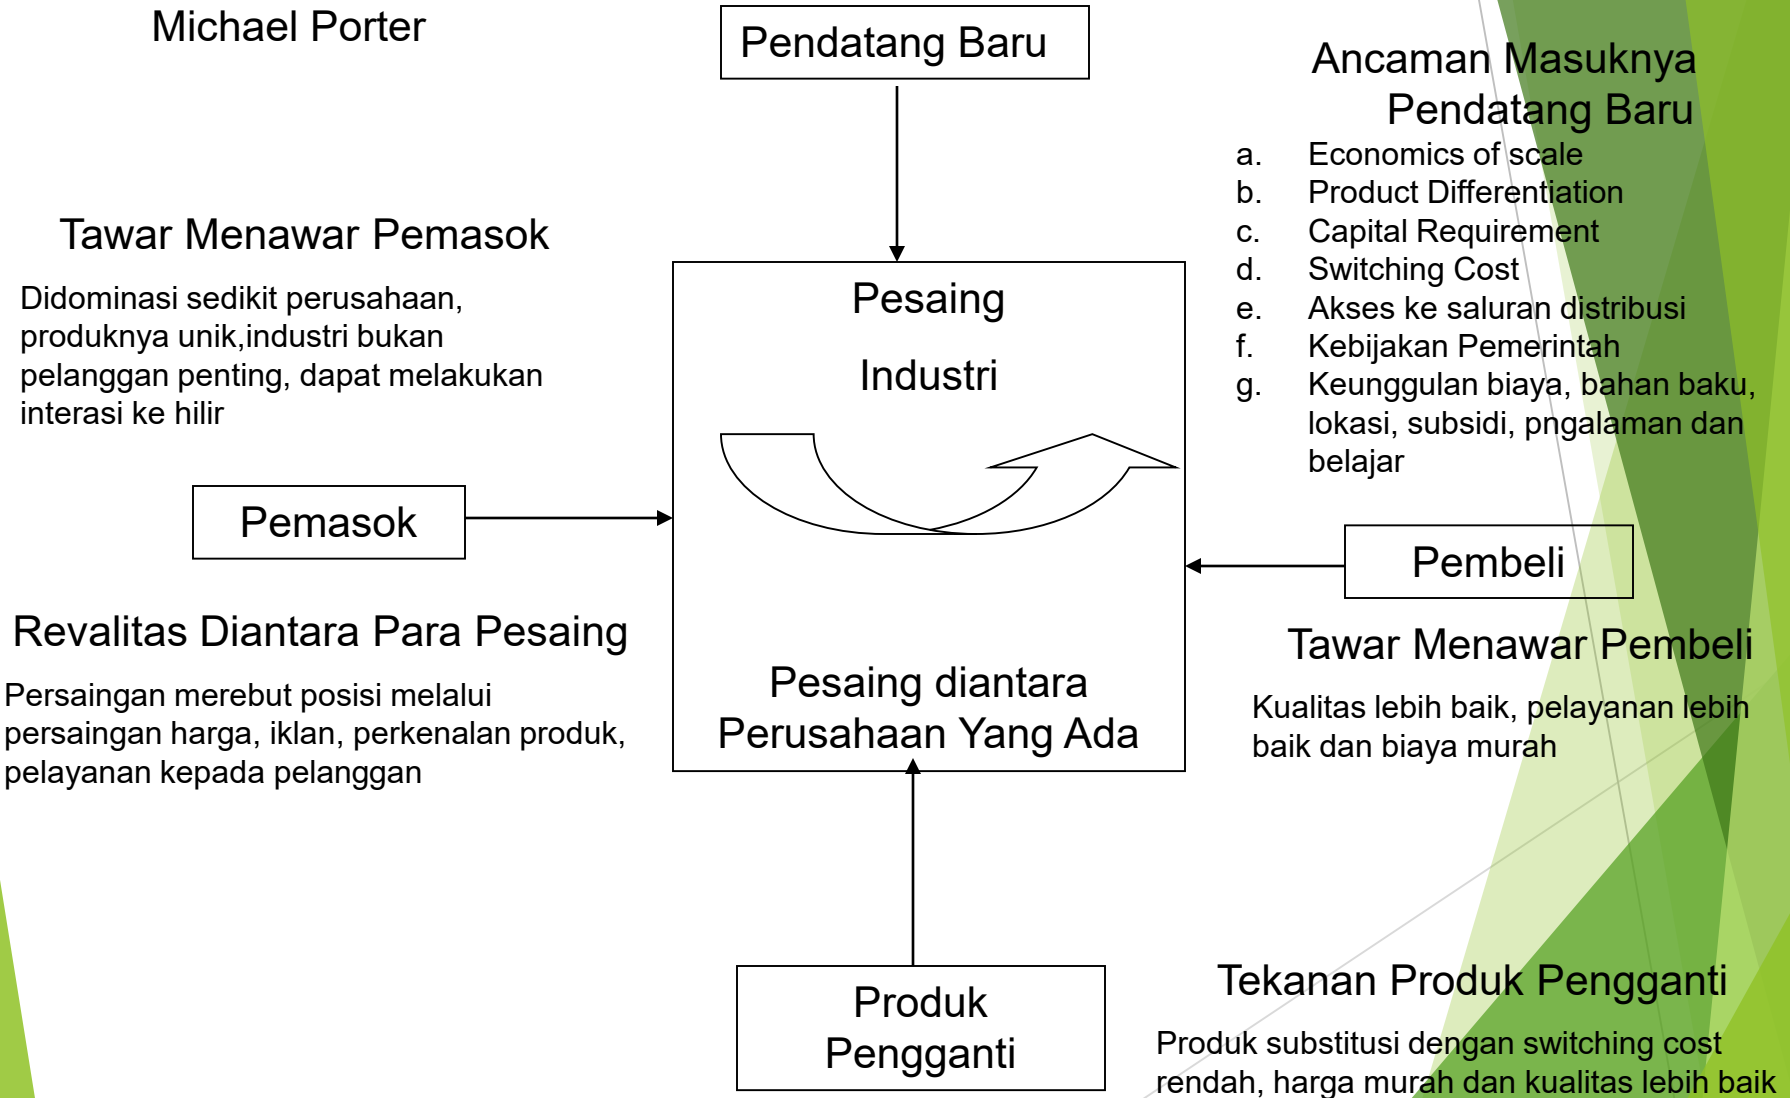 Michael Porter
Pendatang Baru
Ancaman Masuknya
Pendatang Baru
a. Economics of scale
b. Product Differentiation
c. Capital Requirement
d. Switching Cost
e. Akses ke saluran distribusi
f. Kebijakan Pemerintah
g. Keunggulan biaya, bahan baku,
lokasi, subsidi, pngalaman dan
belajar
Tawar Menawar Pemasok
Didominasi sedikit perusahaan,
produknya unik,industri bukan
pelanggan penting, dapat melakukan
interasi ke hilir
Pesaing
Industri
Pemasok
Pembeli
Revalitas Diantara Para Pesaing
Persaingan merebut posisi melalui
persaingan harga, iklan, perkenalan produk,
pelayanan kepada pelanggan
Pesaing diantara
Perusahaan Yang Ada
Tawar Menawar Pembeli
Kualitas lebih baik, pelayanan lebih
baik dan biaya murah
Produk
Pengganti
Tekanan Produk Pengganti
Produk substitusi dengan switching cost
rendah, harga murah dan kualitas lebih baik